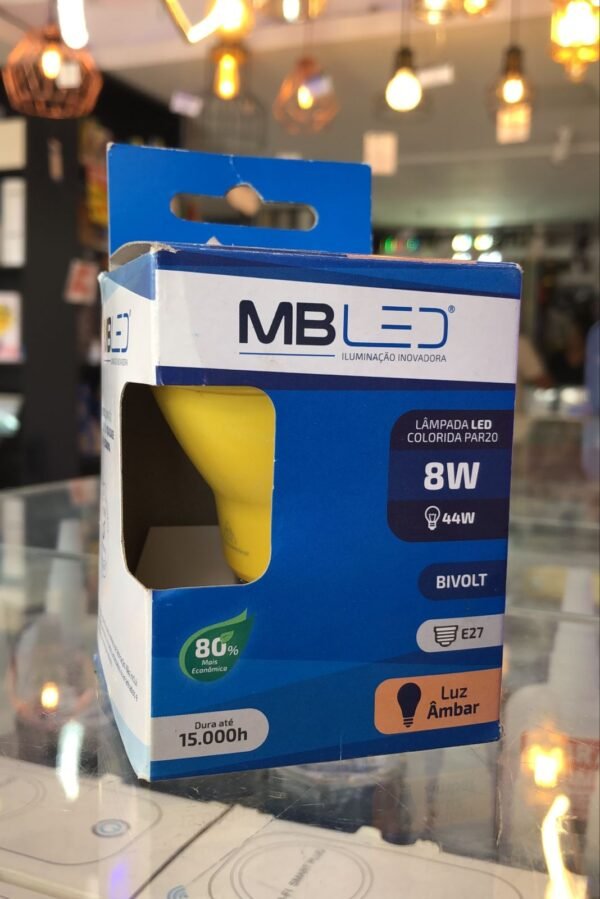 MBLED®
ILUMINAÇÃO INOVADORA
LÂMPADA LED
COLORIDA PAR20
8W
44W
BIVOLT
E27
Luz
Âmbar
80%
Mais
Econômica
Dura até
15.000h